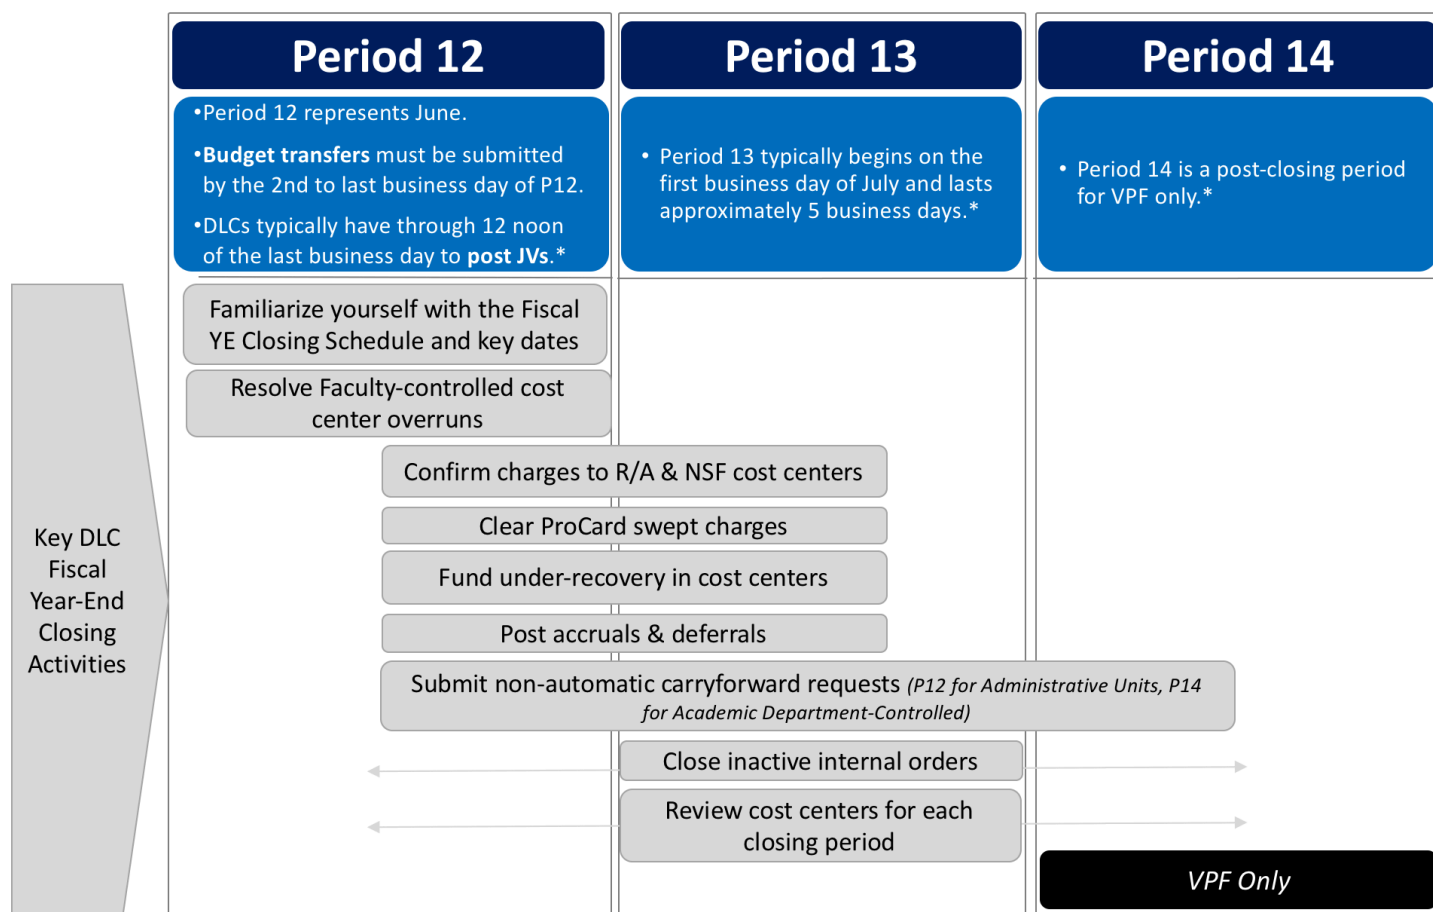 Period 12
Period 13
Period 14
•Period 12 represents June.
•Budget transfers must be submitted
by the 2nd to last business day of P12.
•DLCs typically have through 12 noon
of the last business day to post JVs.*
• Period 13 typically begins on the
first business day of July and lasts
approximately 5 business days.*
• Period 14 is a post-closing period
for VPF only.*
Key DLC
Fiscal
Year-End
Closing
Activities
Familiarize yourself with the Fiscal
YE Closing Schedule and key dates
Resolve Faculty-controlled cost
center overruns
Confirm charges to R/A & NSF cost centers
Clear ProCard swept charges
Fund under-recovery in cost centers
Post accruals & deferrals
Submit non-automatic carryforward requests (P12 for Administrative Units, P14
for Academic Department-Controlled)
Close inactive internal orders
Review cost centers for each
closing period
VPF Only